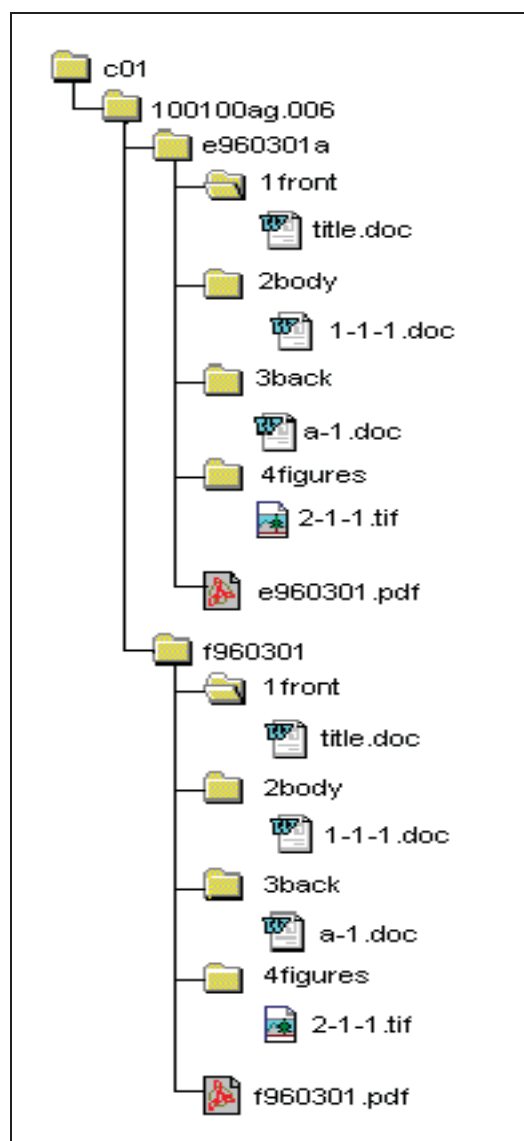 c01
100100ag.006
e960301a
1front
title.doc
2body
1-1-1.doc
3back
a-1.doc
4figures
2-1-1.tif
e960301.pdf
f960301
1front
title.doc
2body
1-1-1.doc
3back
a-1.doc
4figures
2-1-1.tif
f960301.pdf